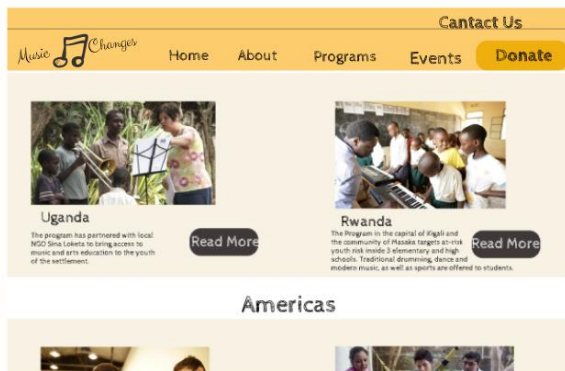 Cantact Us
Music Changes
Home About Programs Events Donate
Uganda
The program has partnered with local
NGO Sina Loketa to bring access to
music and arts education to the youth
of the settlement.
Read More
Rwanda
The Program in the capital of Kigali and
the community of Masaka targets at-risk
youth risk inside 3 elementary and high
schools. Traditional drumming, dance and
modern music, as well as sports are offered to students.
Read More
Americas